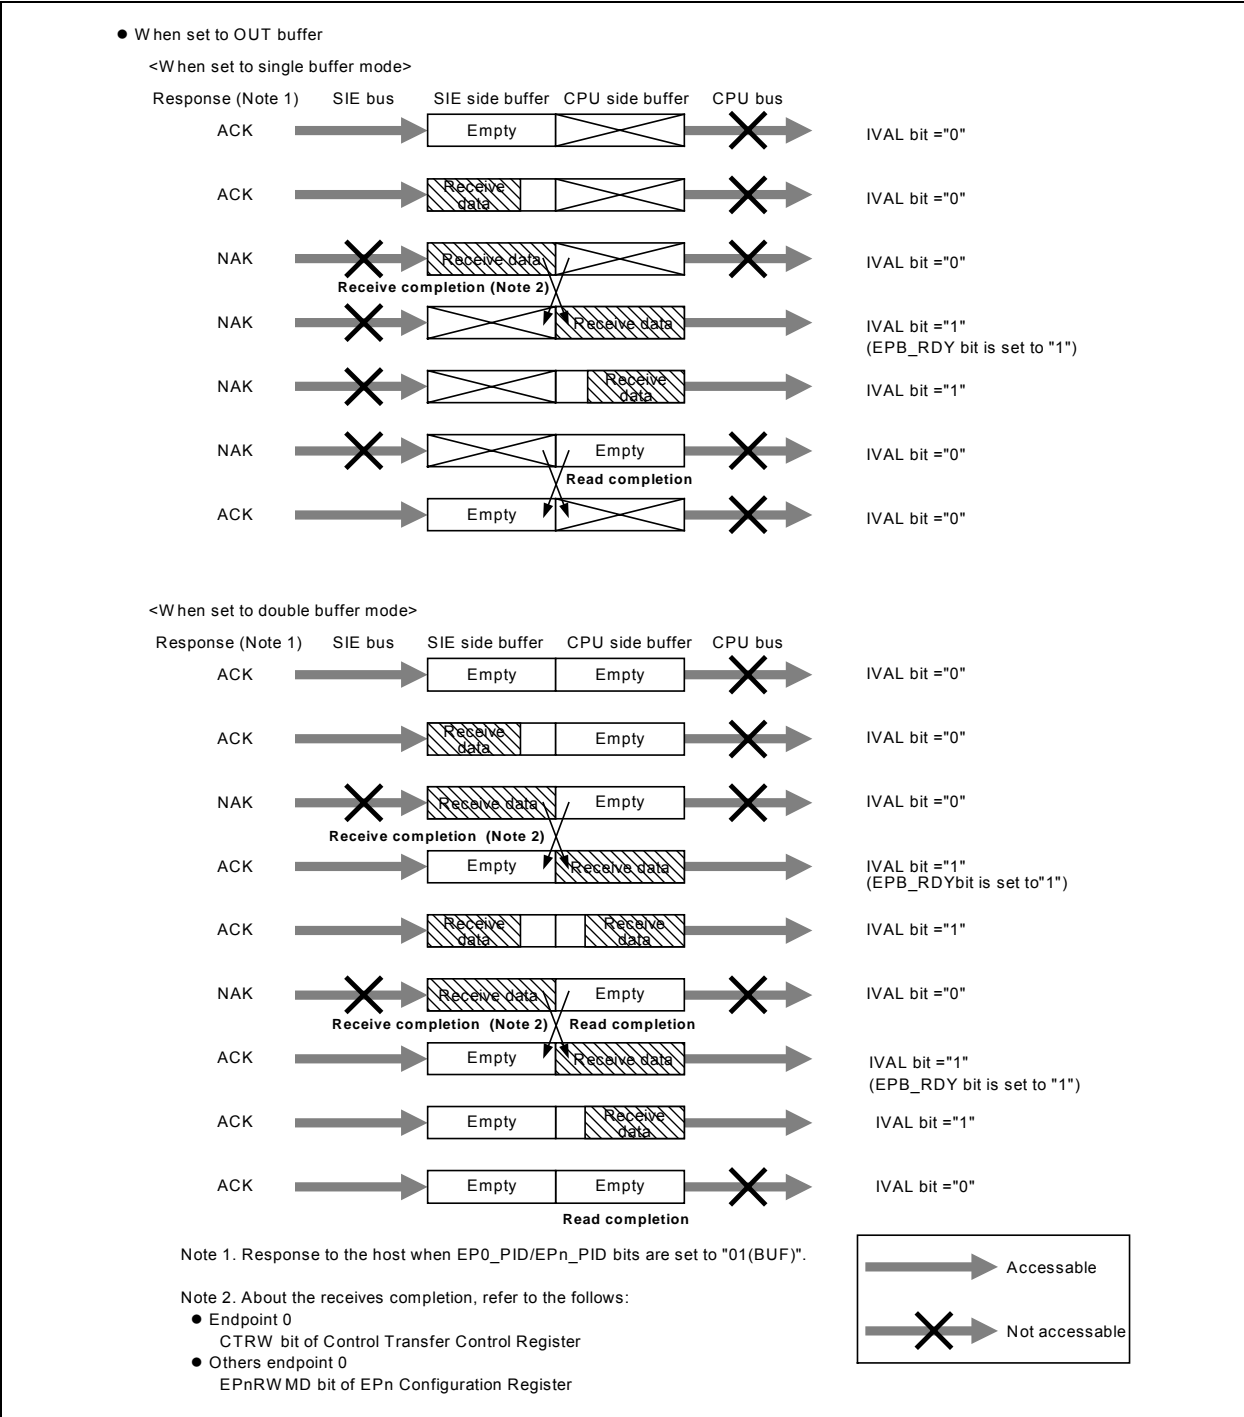 ● When set to OUT buffer
<When set to single buffer mode>
Response (Note 1) SIE bus SIE side buffer CPU side buffer CPU bus
ACK Empty IVAL bit ="0"
ACK Receive data IVAL bit ="0"
NAK Receive data IVAL bit ="0"
Receive completion (Note 2)
NAK Receive data IVAL bit ="1"
(EPB_RDY bit is set to "1")
NAK Receive data IVAL bit ="1"
NAK Empty IVAL bit ="0"
Read completion
ACK Empty IVAL bit ="0"
<When set to double buffer mode>
Response (Note 1) SIE bus SIE side buffer CPU side buffer CPU bus
ACK Empty Empty IVAL bit ="0"
ACK Receive data Empty IVAL bit ="0"
NAK Receive data Empty IVAL bit ="0"
Receive completion (Note 2)
ACK Empty Receive data IVAL bit ="1"
(EPB_RDYbit is set to"1")
ACK Receive data Receive data IVAL bit ="1"
NAK Receive data Empty IVAL bit ="0"
Receive completion (Note 2) Read completion
ACK Empty Receive data IVAL bit ="1"
(EPB_RDY bit is set to "1")
ACK Empty Receive data IVAL bit ="1"
ACK Empty Empty IVAL bit ="0"
Read completion
Note 1. Response to the host when EP0_PID/EPn_PID bits are set to "01(BUF)".
Accessable
Note 2. About the receives completion, refer to the follows:
● Endpoint 0
Not accessable
CTRW bit of Control Transfer Control Register
● Others endpoint 0
EPnRWMD bit of EPn Configuration Register